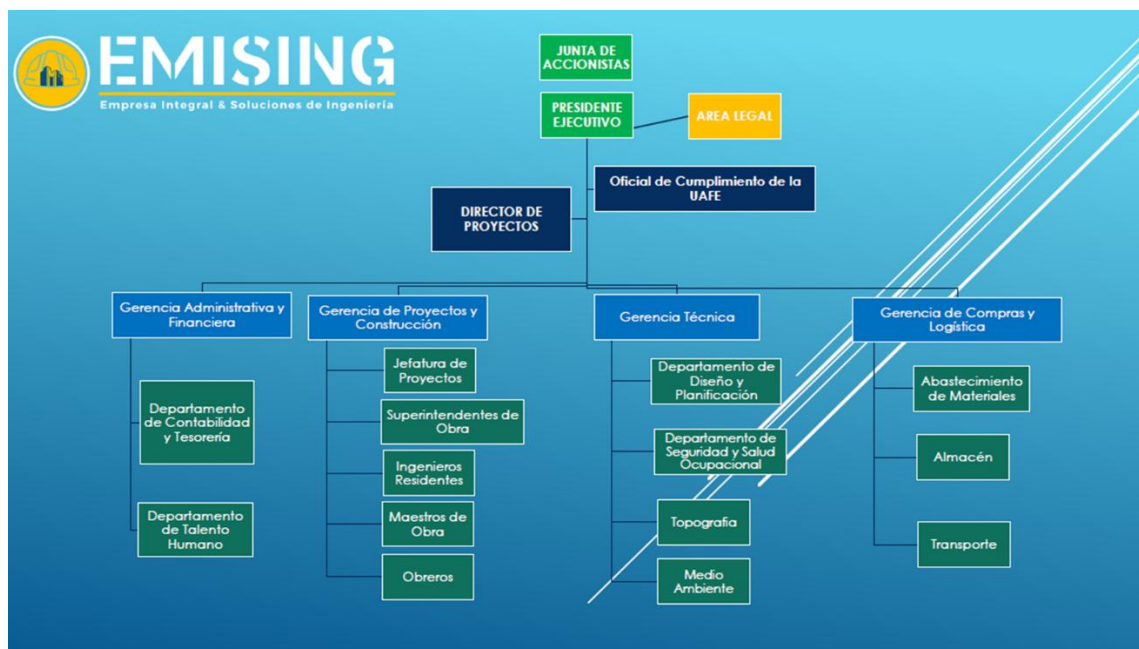 EMISING
Empresa Integral & Soluciones de Ingeniería
JUNTA DE
ACCIONISTAS
PRESIDENTE
EJECUTIVO
AREA LEGAL
Oficial de Cumplimiento de la
UAFE
DIRECTOR DE
PROYECTOS
Gerencia Administrativa y
Financiera
Departamento
de Contabilidad
y Tesorería
Departamento
de Talento
Humano
Gerencia de Proyectos y
Construcción
Jefatura de
Proyectos
Superintendentes de
Obra
Ingenieros
Residentes
Maestros de
Obra
Obreros
Gerencia Técnica
Departamento de
Diseño y
Planificación
Departamento de
Seguridad y Salud
Ocupacional
Topografía
Medio
Ambiente
Gerencia de Compras y
Logística
Abastecimiento
de Materiales
Almacén
Transporte